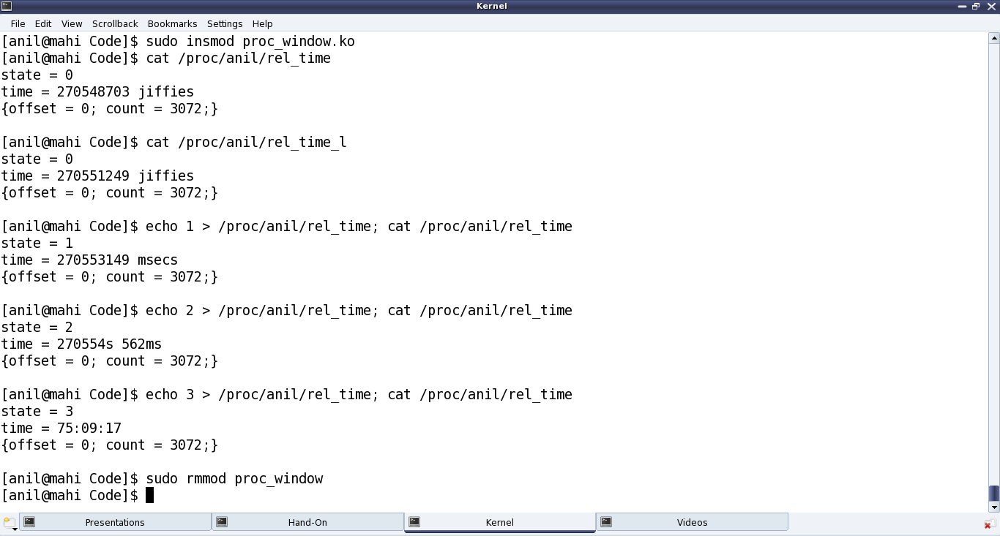 Kernel
File Edit View Scrollback Bookmarks Settings Help
[anil@mahi Code]$ sudo insmod proc_window.ko
[anil@mahi Code]$ cat /proc/anil/rel_time
state = 0
time = 270548703 jiffies
{offset = 0; count = 3072;}
[anil@mahi Code]$ cat /proc/anil/rel_time_l
state = 0
time = 270551249 jiffies
{offset = 0; count = 3072;}
[anil@mahi Code]$ echo 1 > /proc/anil/rel_time; cat /proc/anil/rel_time
state = 1
time = 270553149 msecs
{offset = 0; count = 3072;}
[anil@mahi Code]$ echo 2 > /proc/anil/rel_time; cat /proc/anil/rel_time
state = 2
time = 270554s 562ms
{offset = 0; count = 3072;}
[anil@mahi Code]$ echo 3 > /proc/anil/rel_time; cat /proc/anil/rel_time
state = 3
time = 75:09:17
{offset = 0; count = 3072;}
[anil@mahi Code]$ sudo rmmod proc_window
[anil@mahi Code]$
Presentations Hand-On Kernel Videos